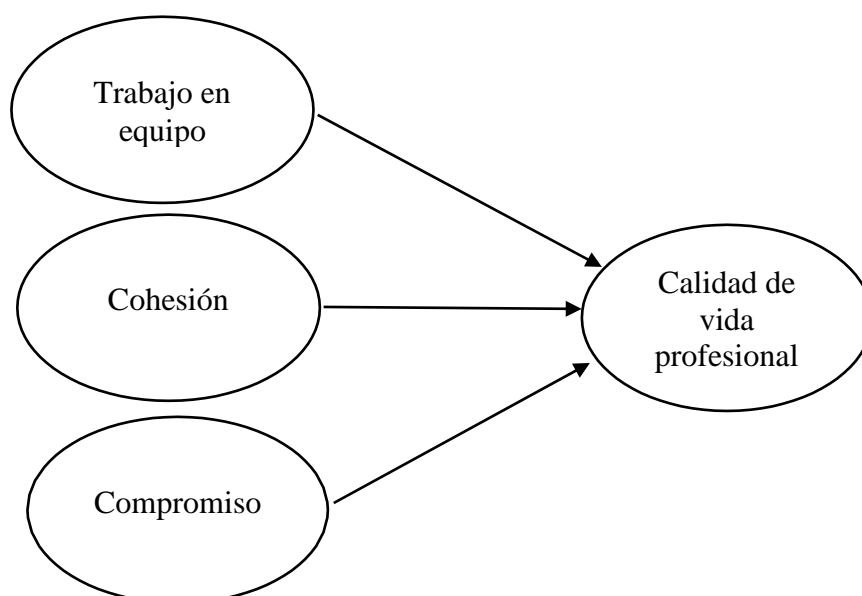 Trabajo en
equipo
Cohesión
Compromiso
Calidad de
vida
profesional